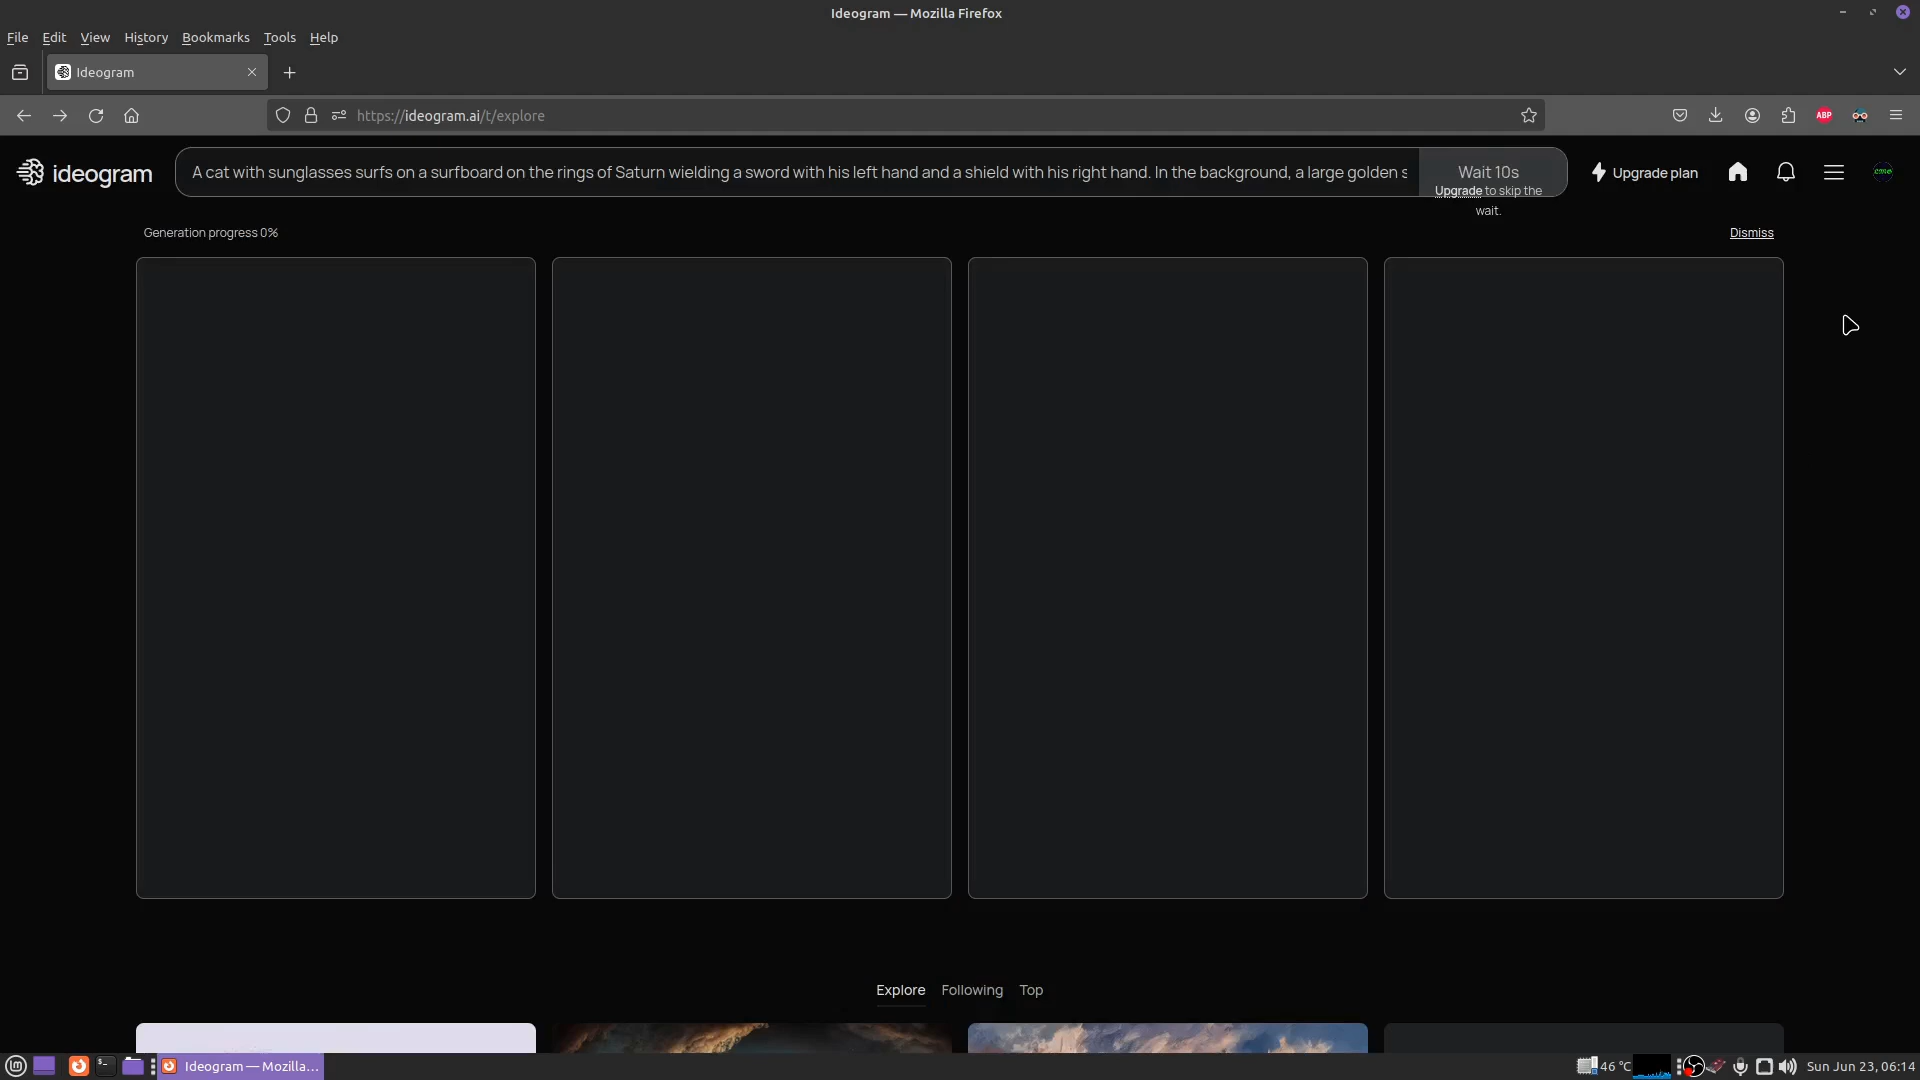 Ideogram — Mozilla Firefox
File Edit View History Bookmarks Tools Help
Ideogram
https://ideogram.ai/t/explore
ABP
ideogram
A cat with sunglasses surfs on a surfboard on the rings of Saturn wielding a sword with his left hand and a shield with his right hand. In the background, a large golden s
Wait 10s
Upgrade to skip the
wait.
Upgrade plan
Generation progress 0%
Dismiss
Explore Following Top
Ideogram — Mozilla...
46 °C
Sun Jun 23, 06:14